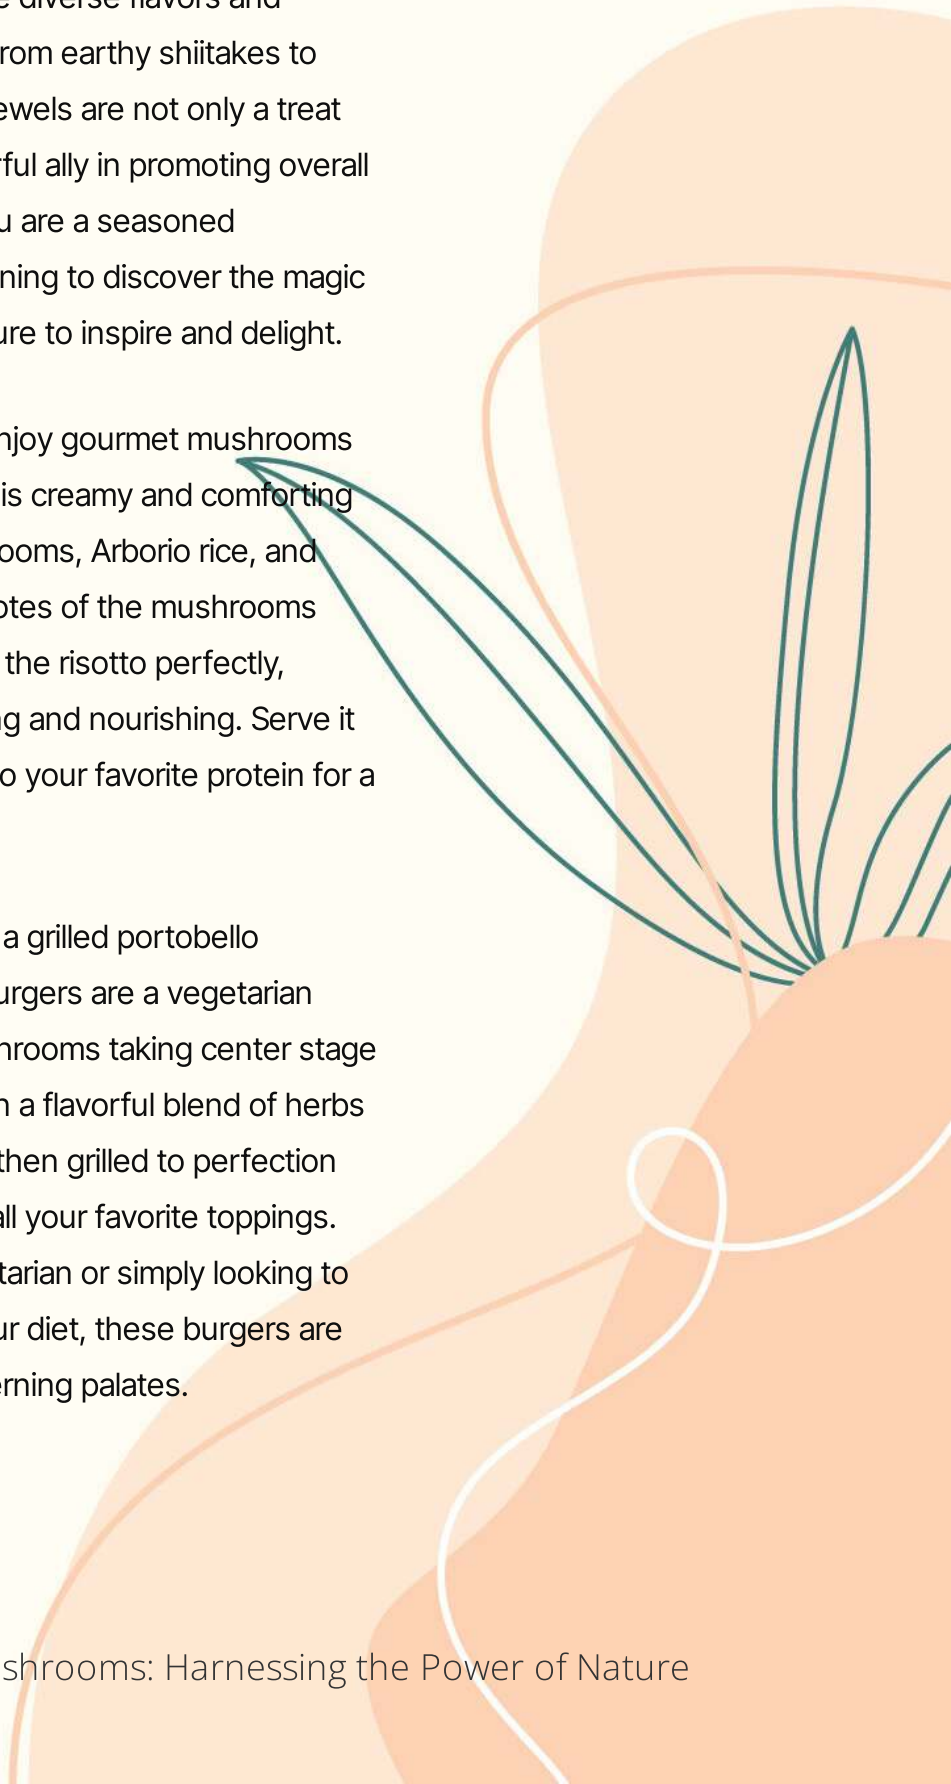 diverse flavors and
rom earthy shiitakes to
ewels are not only a treat
ful ally in promoting overall
u are a seasoned
ning to discover the magic
ure to inspire and delight.
njoy gourmet mushrooms
is creamy and comforting
ooms, Arborio rice, and
otes of the mushrooms
the risotto perfectly,
g and nourishing. Serve it
o your favorite protein for a
a grilled portobello
urgers are a vegetarian
hrooms taking center stage
n a flavorful blend of herbs
then grilled to perfection
all your favorite toppings.
tarian or simply looking to
ur diet, these burgers are
erning palates.
shrooms: Harnessing the Power of Nature